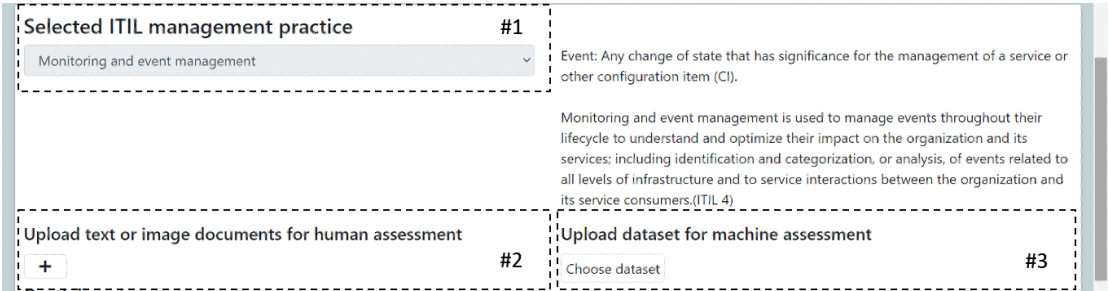 Selected ITIL management practice
#1
Monitoring and event management
Event: Any change of state that has significance for the management of a service or
other configuration item (CI).
Monitoring and event management is used to manage events throughout their
lifecycle to understand and optimize their impact on the organization and its
services; including identification and categorization, or analysis, of events related to
all levels of infrastructure and to service interactions between the organization and
its service consumers.(ITIL 4)
Upload text or image documents for human assessment
+
#2
Upload dataset for machine assessment
Choose dataset
#3